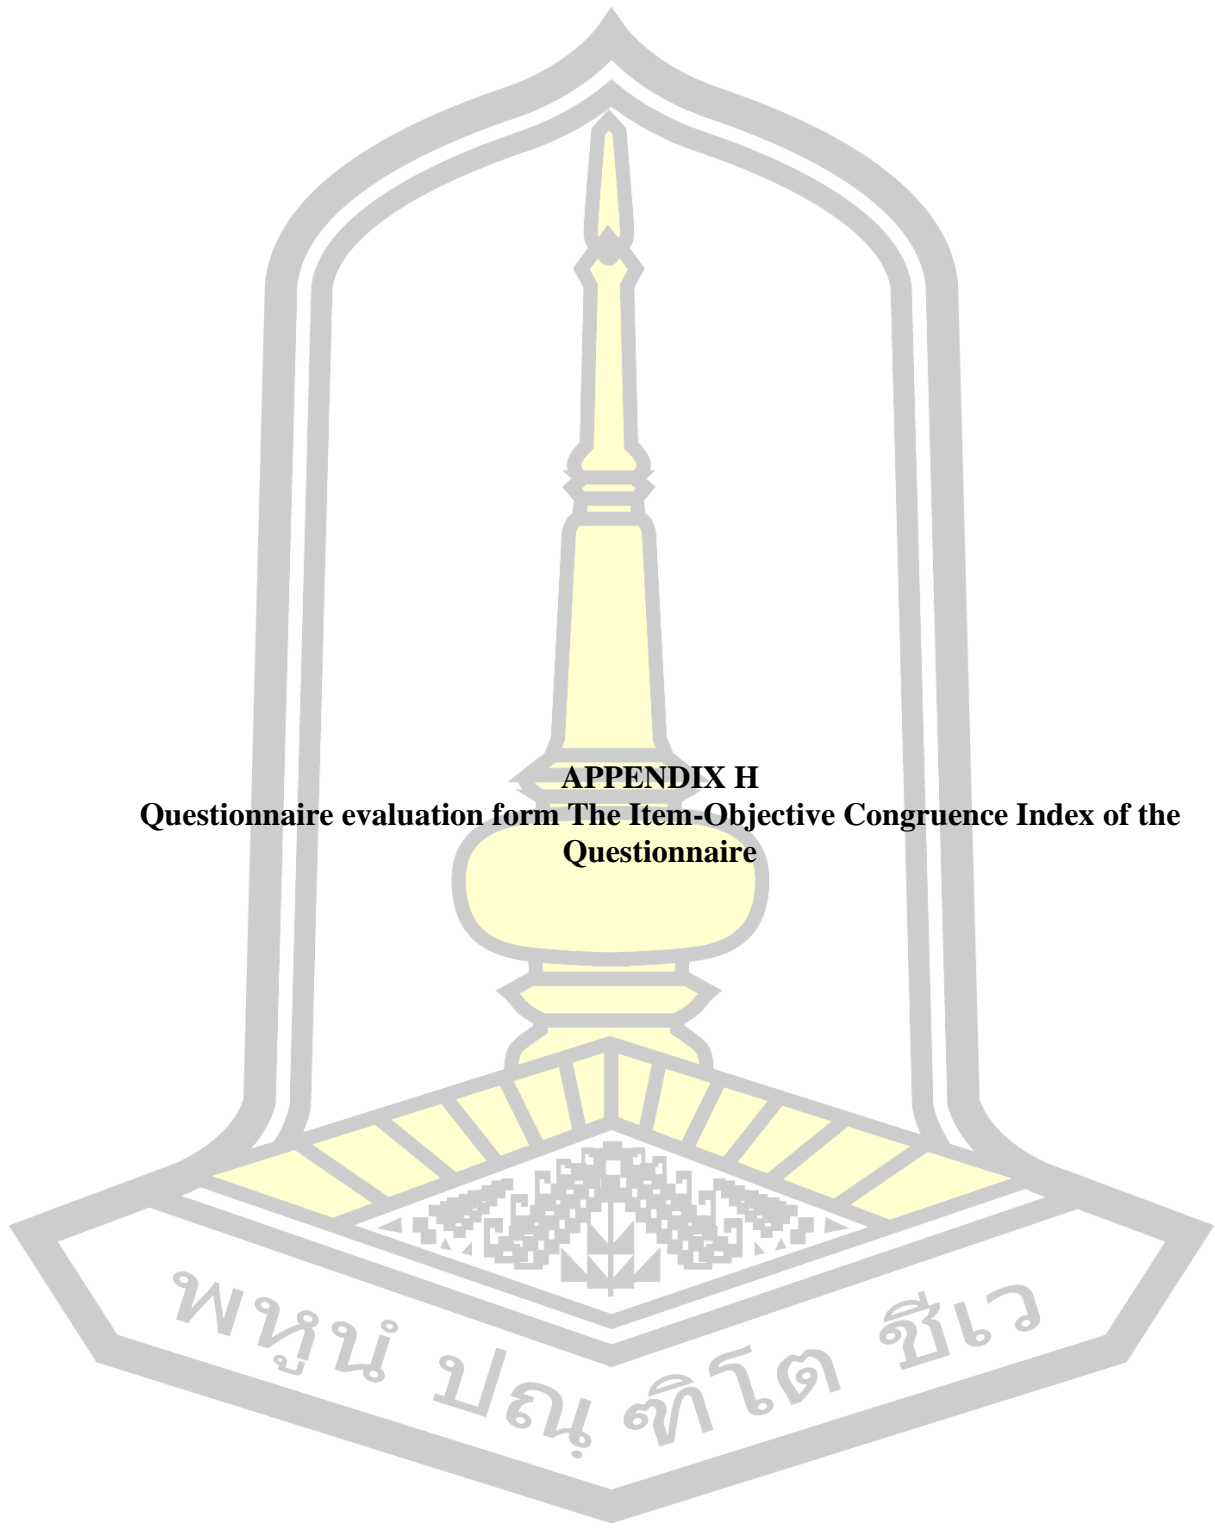 APPENDIX H
Questionnaire evaluation form The Item-Objective Congruence Index of the
Questionnaire
พหูนํ ปณฺ ฑิโต ชีเว